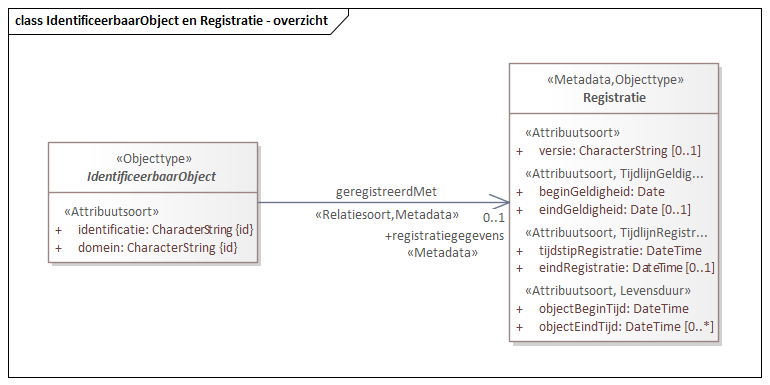 class IdentificeerbaarObject en Registratie - overzicht
«Objecttype»
IdentificeerbaarObject
«Attribuutsoort»
+ identificatie: CharacterString {id}
+ domein: CharacterString {id}
geregistreerdMet
«Relatiesoort,Metadata»
0..1
+registratiegegevens
«Metadata»
«Metadata,Objecttype»
Registratie
«Attribuutsoort»
+ versie: CharacterString [0..1]
«Attribuutsoort, TijdlijnGeldig...
+ beginGeldigheid: Date
+ eindGeldigheid: Date [0..1]
«Attribuutsoort, TijdlijnRegistr...
+ tijdstipRegistratie: DateTime
+ eindRegistratie: DateTime [0..1]
«Attribuutsoort, Levensduur»
+ objectBeginTijd: DateTime
+ objectEindTijd: DateTime [0..*]